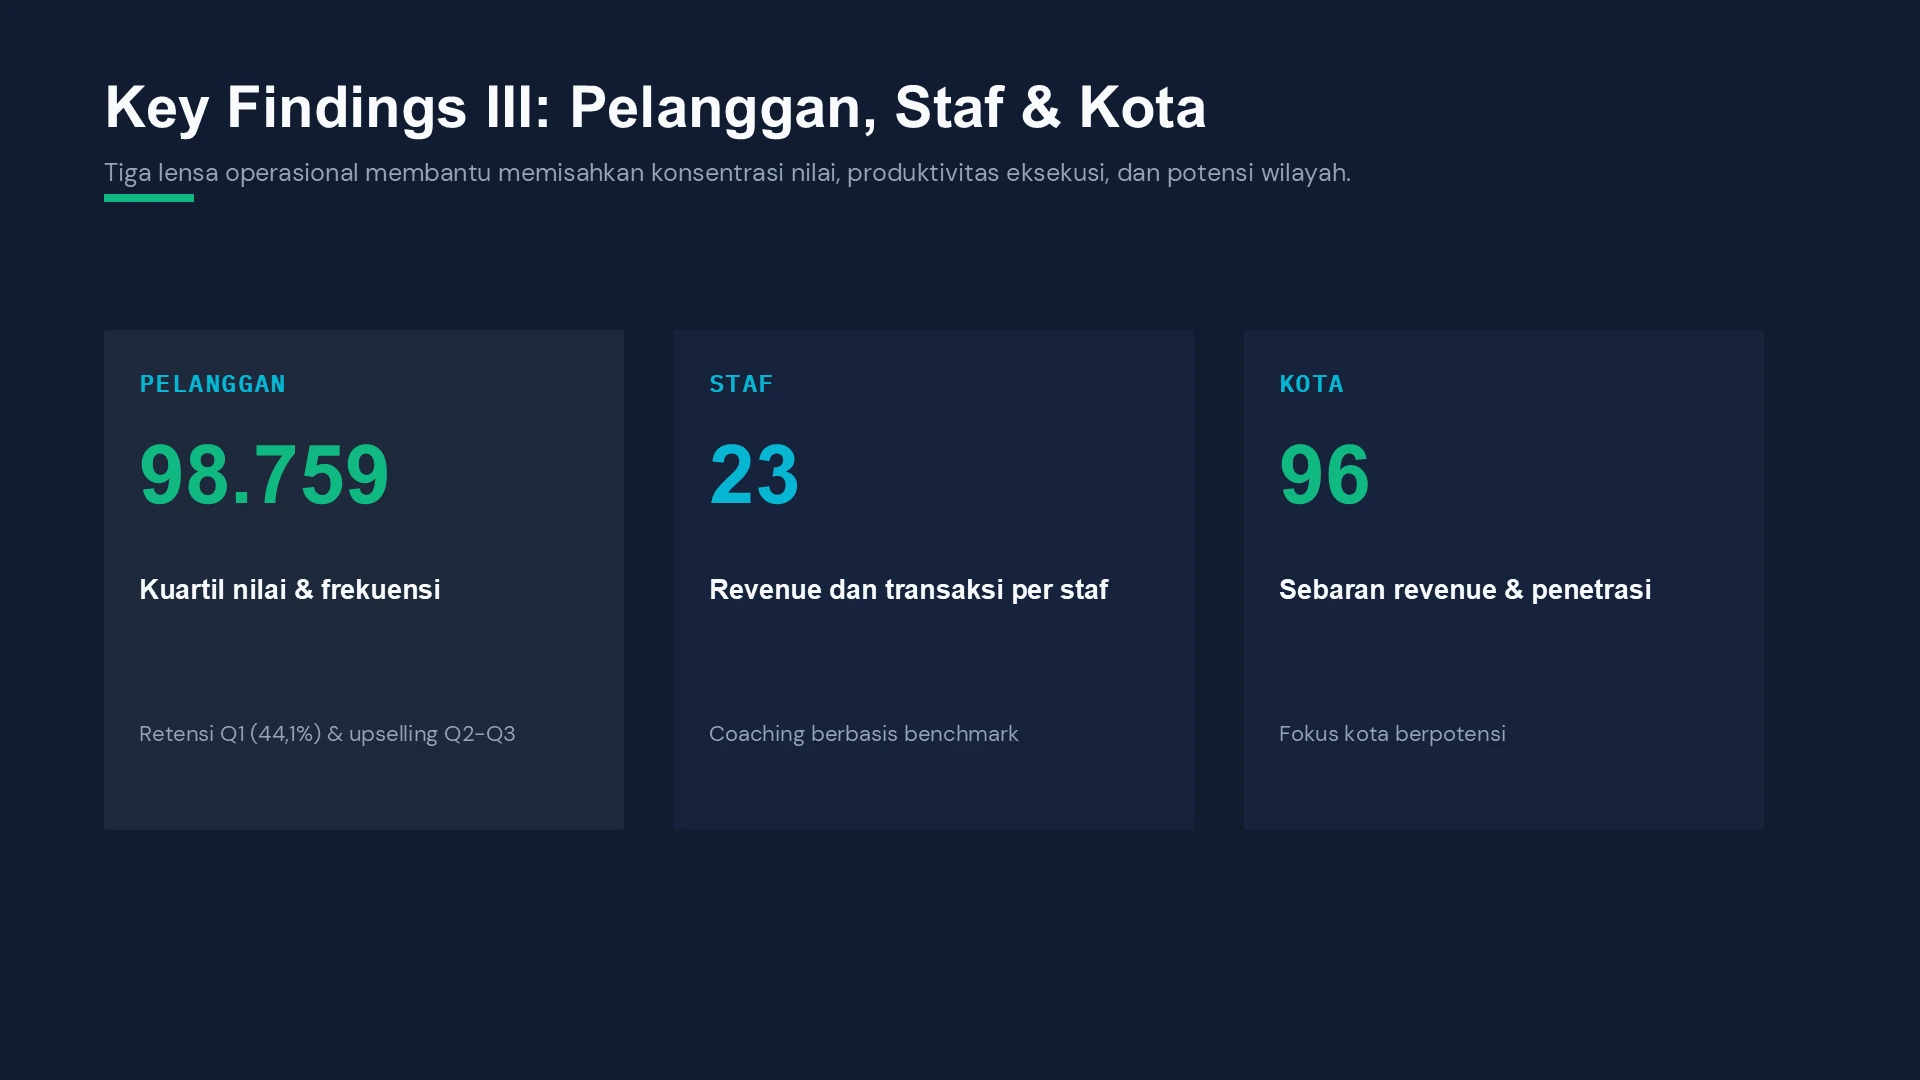 Key Findings III: Pelanggan, Staf & Kota
Tiga lensa operasional membantu memisahkan konsentrasi nilai, produktivitas eksekusi, dan potensi wilayah.
PELANGGAN
98.759
Kuartil nilai & frekuensi
Retensi Q1 (44,1%) & upselling Q2-Q3
STAF
23
Revenue dan transaksi per staf
Coaching berbasis benchmark
KOTA
96
Sebaran revenue & penetrasi
Fokus kota berpotensi